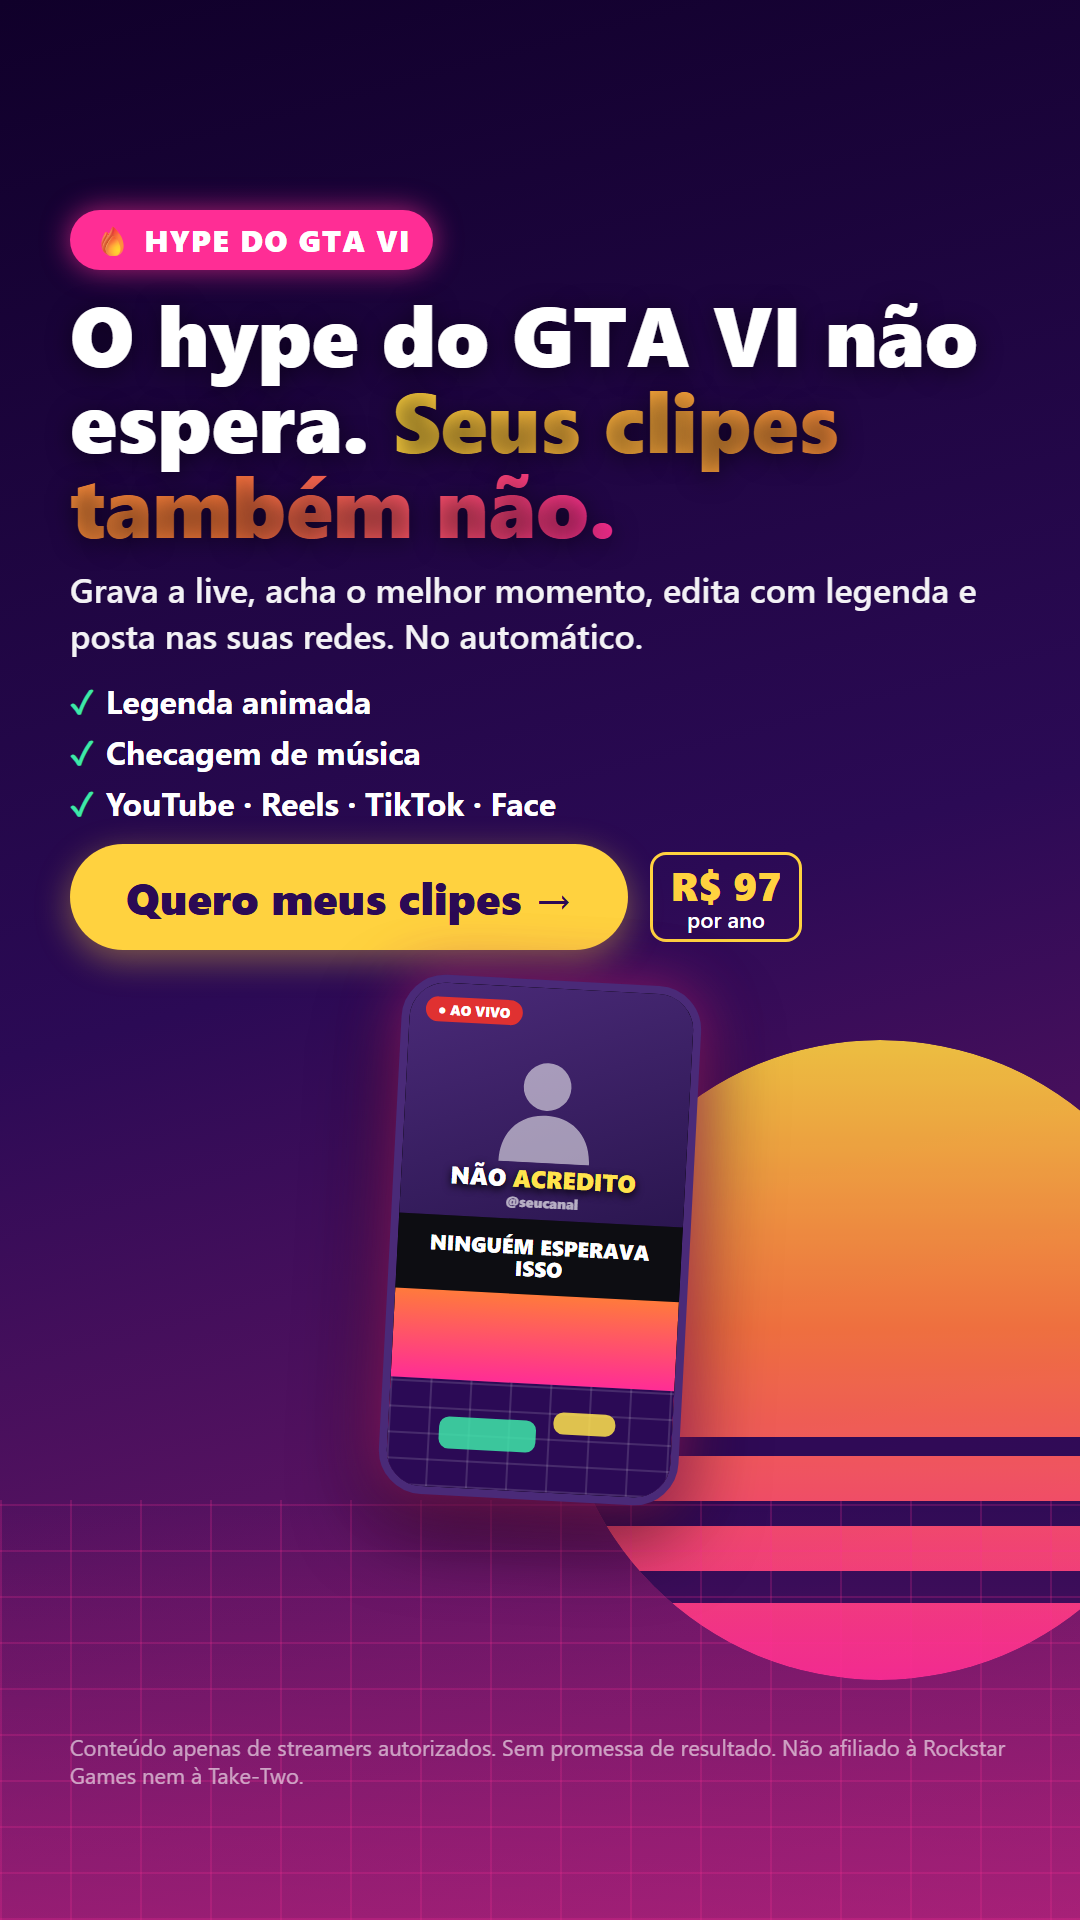 🔥 HYPE DO GTA VI
O hype do GTA VI não
espera. Seus clipes
também não.
Grava a live, acha o melhor momento, edita com legenda e
posta nas suas redes. No automático.
✓ Legenda animada
✓ Checagem de música
✓ YouTube · Reels · TikTok · Face
Quero meus clipes →
R$ 97
por ano
● AO VIVO
NÃO ACREDITO
@seucanal
NINGUÉM ESPERAVA
ISSO
Conteúdo apenas de streamers autorizados. Sem promessa de resultado. Não afiliado à Rockstar
Games nem à Take-Two.